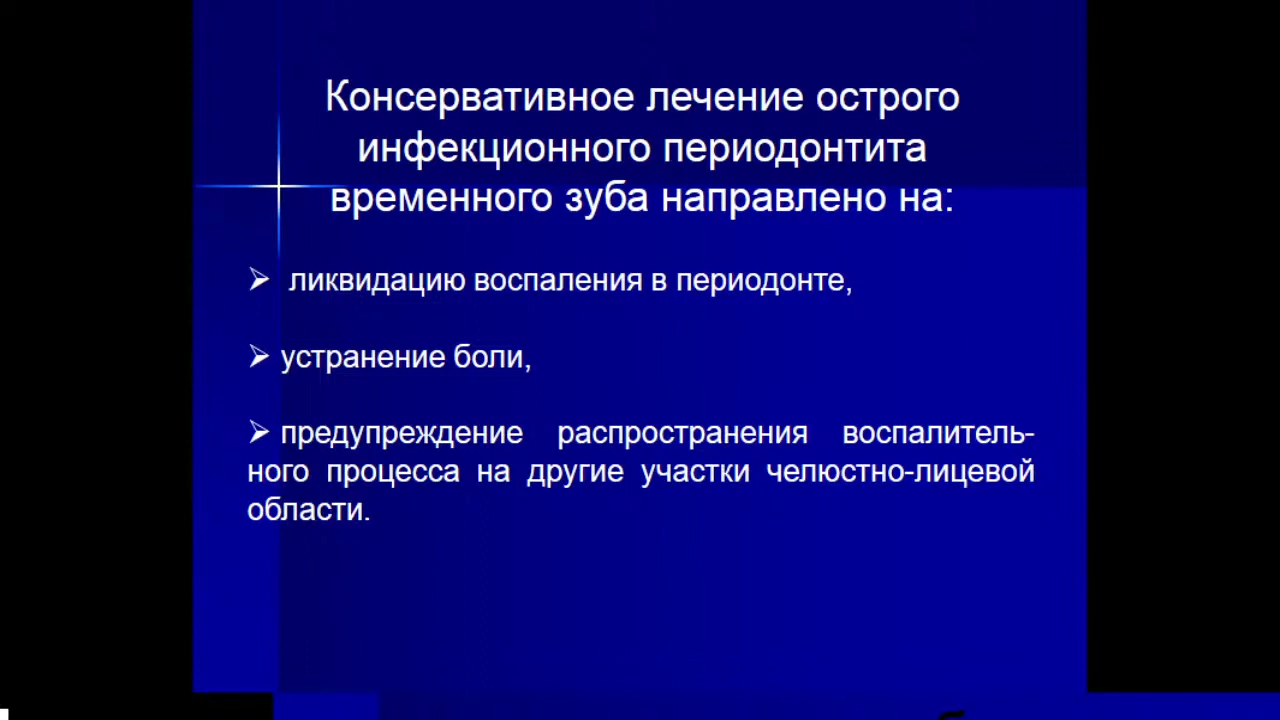 Консервативное лечение острого
инфекционного периодонтита
временного зуба направлено на:
➢ ликвидацию воспаления в периодонте,
➢ устранение боли,
➢ предупреждение распространения воспалитель-
ного процесса на другие участки челюстно-лицевой
области.